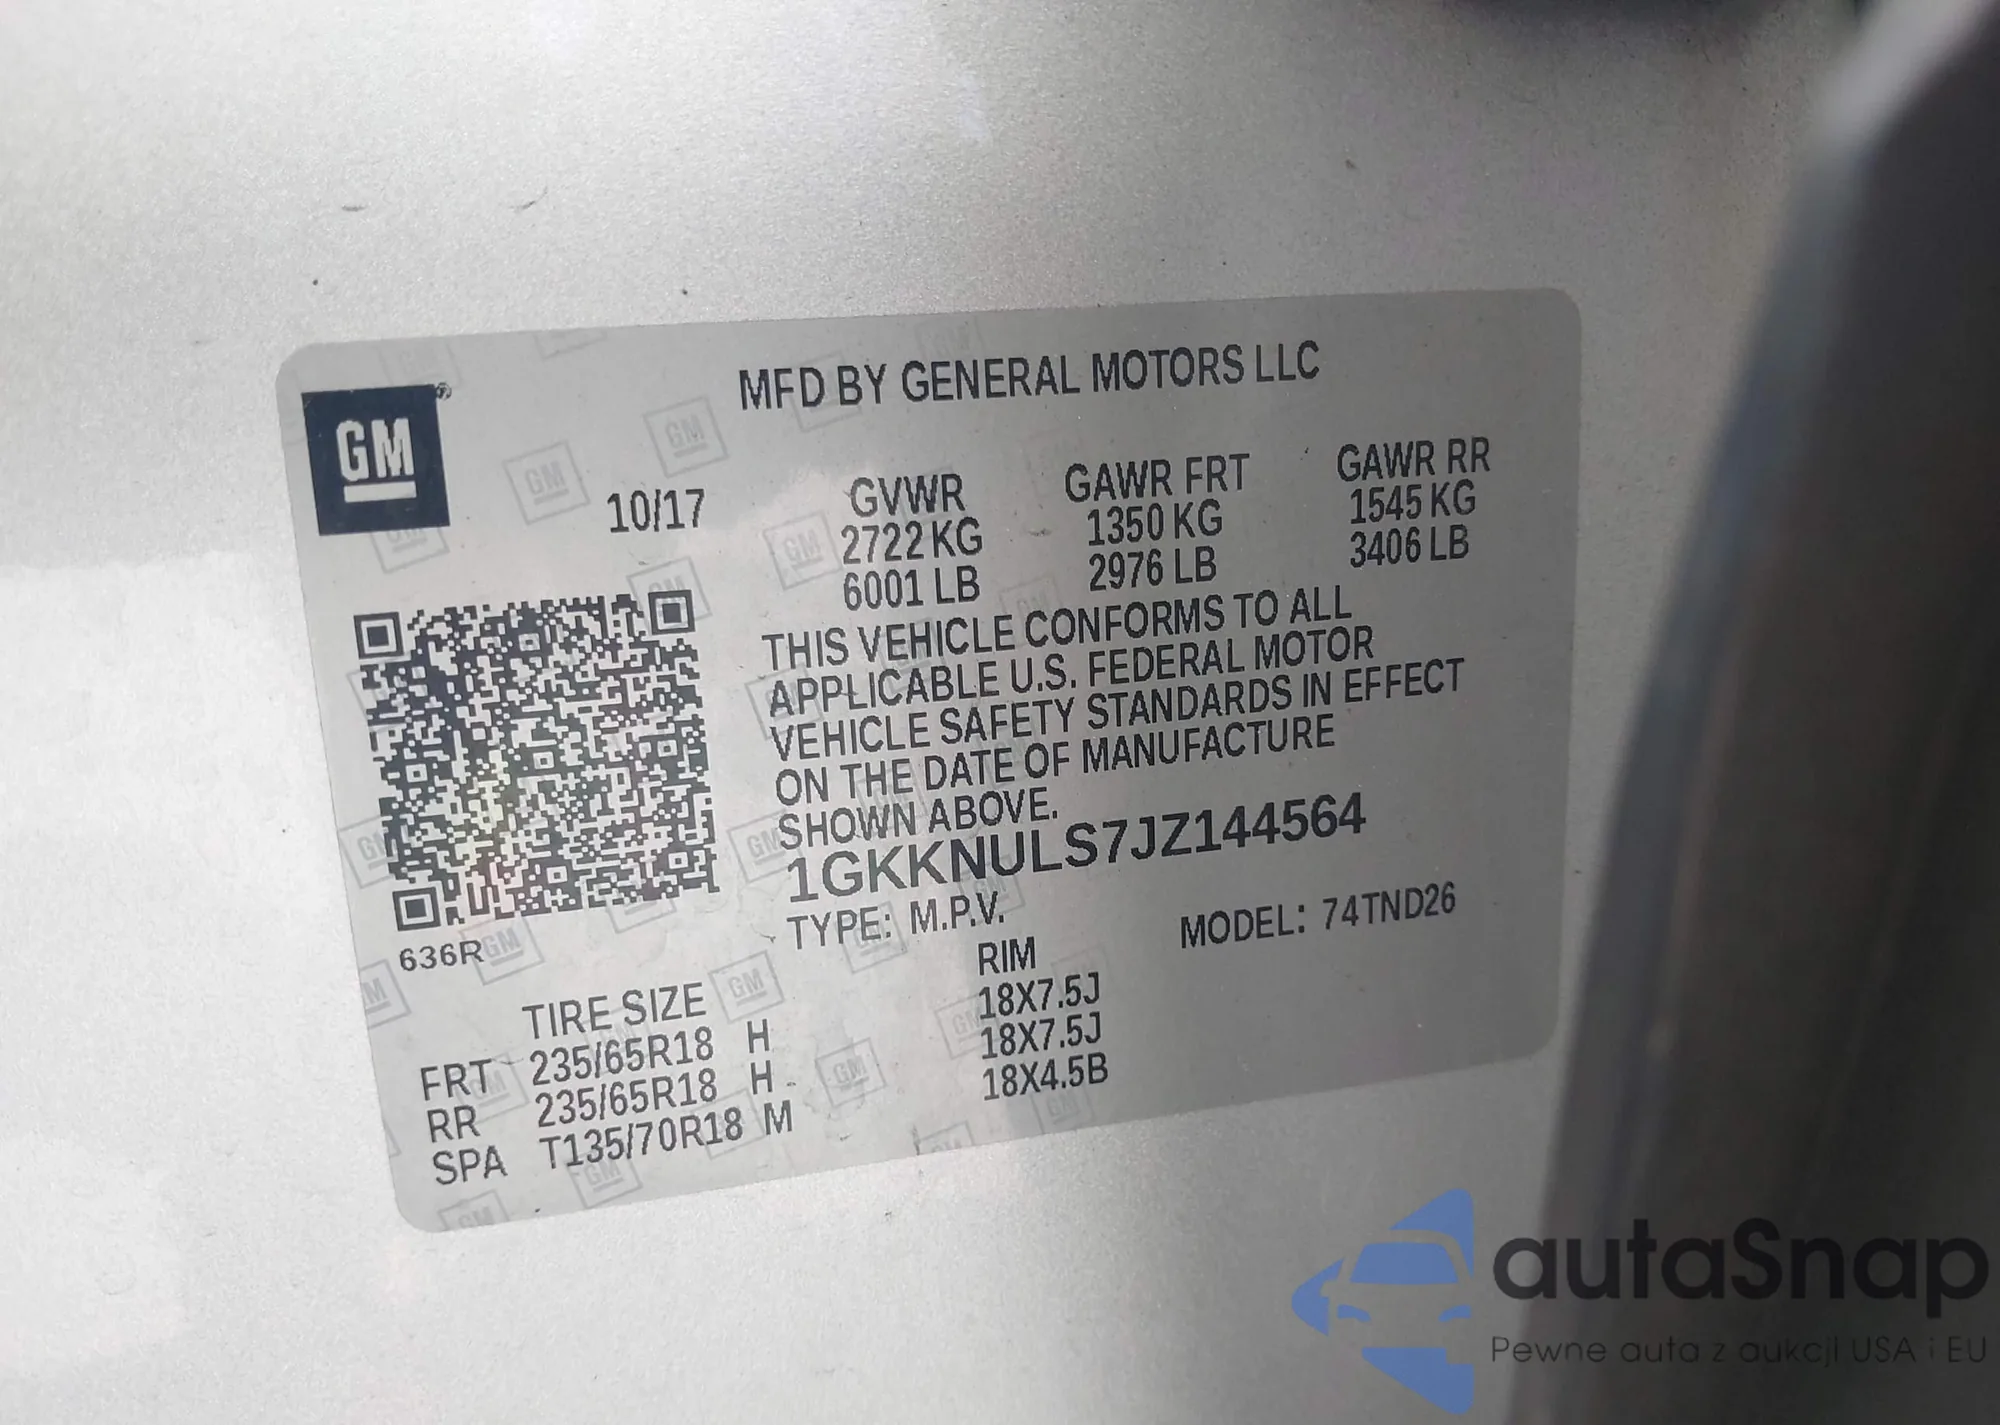 MFD BY GENERAL MOTORS LLC
GM
10/17
GVWR GAWR FRT GAWR RR
2722 KG 1350 KG 1545 KG
6001 LB 2976 LB 3406 LB
THIS VEHICLE CONFORMS TO ALL
APPLICABLE U.S. FEDERAL MOTOR
VEHICLE SAFETY STANDARDS IN EFFECT
ON THE DATE OF MANUFACTURE
SHOWN ABOVE.
1GKKNULS7JZ144564
TYPE: M.P.V. MODEL: 74TND26
636R
TIRE SIZE RIM
FRT 235/65R18 H 18X7.5J
RR 235/65R18 H 18X7.5J
SPA T135/70R18 M 18X4.5B
autaSnap
Pewne auta z aukcji USA i EU